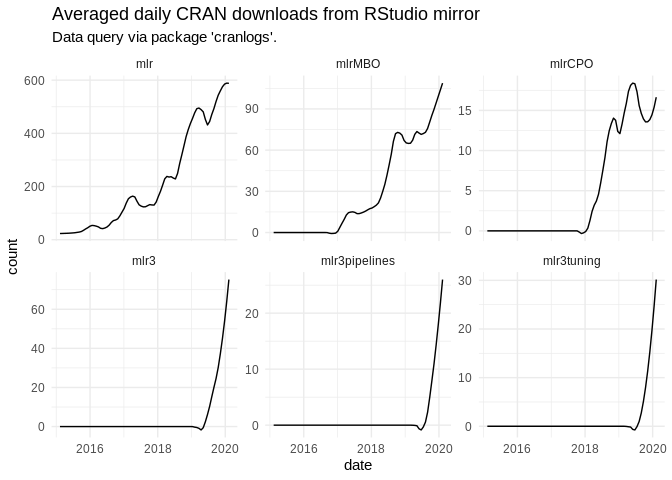 Averaged daily CRAN downloads from RStudio mirror
Data query via package 'cranlogs'.
mlr
mlrMBO
mlrCPO
600
400
200
0
90
60
30
0
15
10
5
0
count
mlr3
mlr3pipelines
mlr3tuning
60
40
20
0
20
10
0
30
20
10
0
2016 2018 2020
2016 2018 2020
2016 2018 2020
date